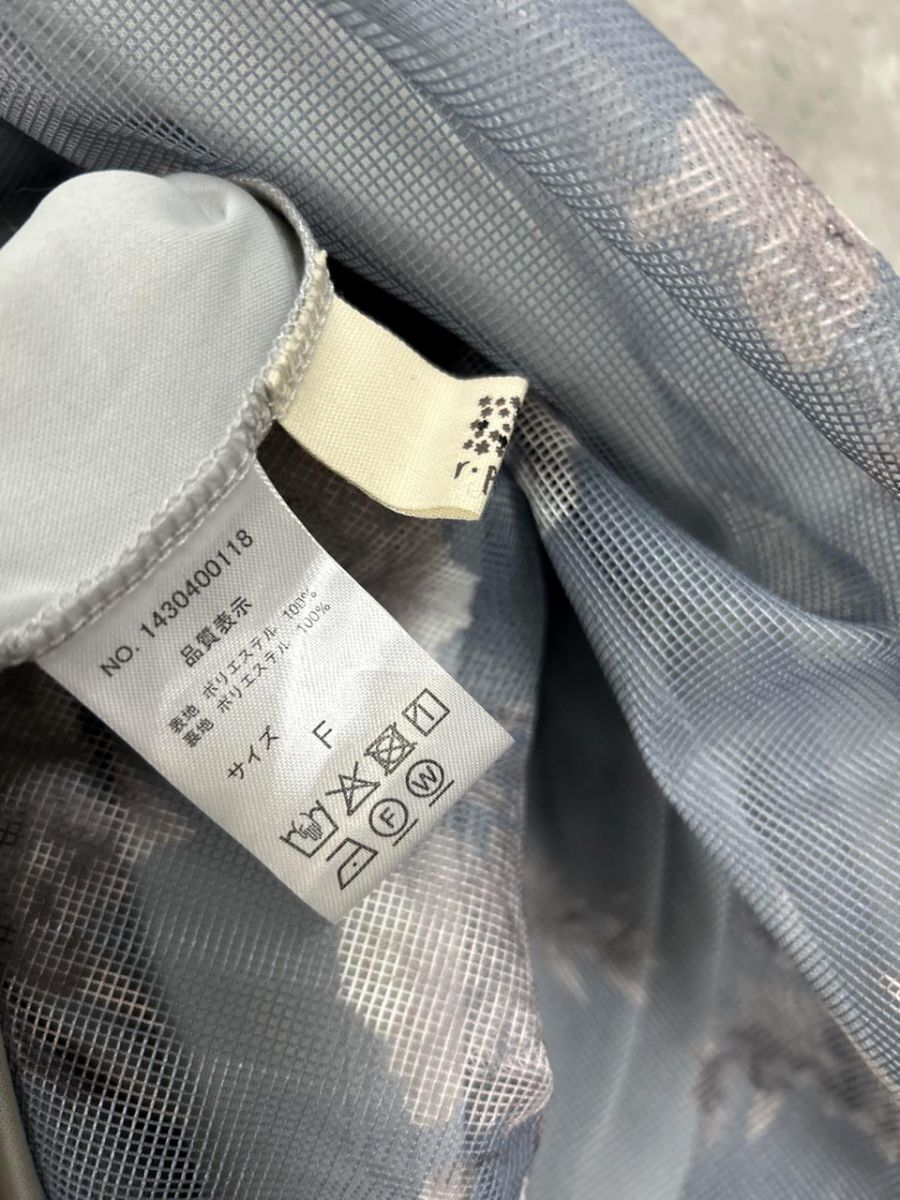 NO. 1430400118
品質表示
表地 ポリエステル 100%
裏地 ポリエステル 100%
サイズ F
F W